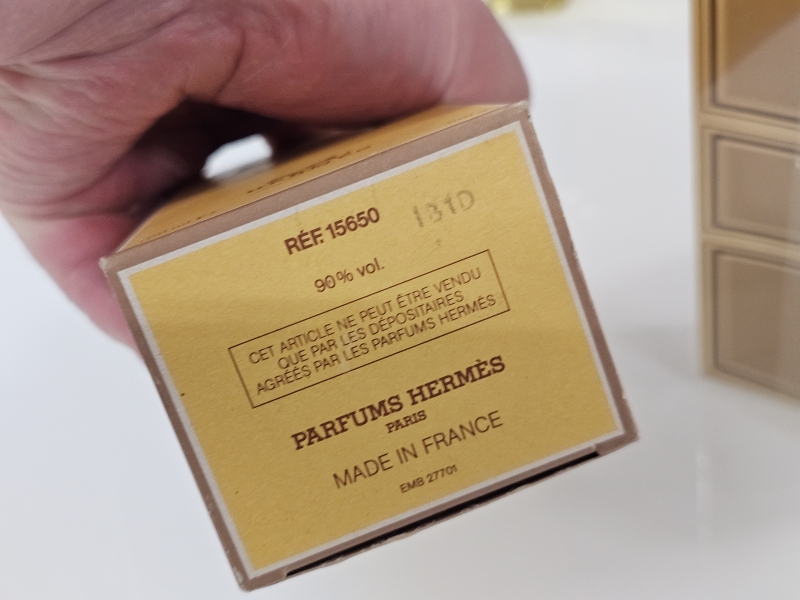 RÉF. 15650
181D
90% vol.
CET ARTICLE NE PEUT ÊTRE VENDU
QUE PAR LES DÉPOSITAIRES
AGRÉÉS PAR LES PARFUMS HERMÈS
PARFUMS HERMÈS
PARIS
MADE IN FRANCE
EMB 27701